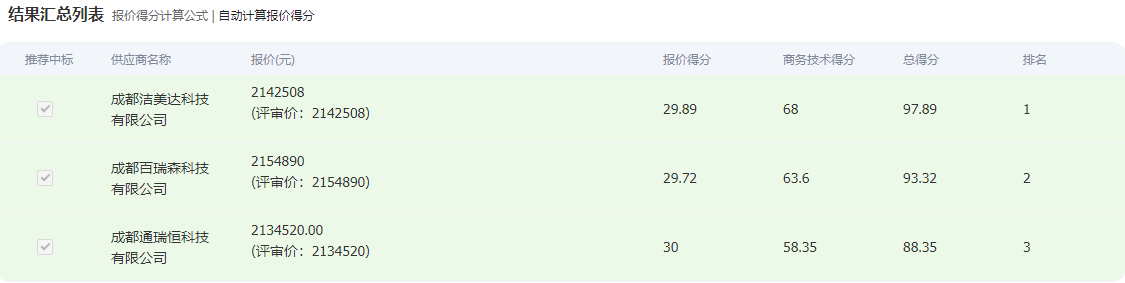 结果汇总列表 报价得分计算公式 | 自动计算报价得分
推荐中标 供应商名称 报价(元) 报价得分 商务技术得分 总得分 排名
成都洁美达科技
有限公司
2142508
(评审价：2142508)
29.89 68 97.89 1
成都百瑞森科技
有限公司
2154890
(评审价：2154890)
29.72 63.6 93.32 2
成都通瑞恒科技
有限公司
2134520.00
(评审价：2134520)
30 58.35 88.35 3